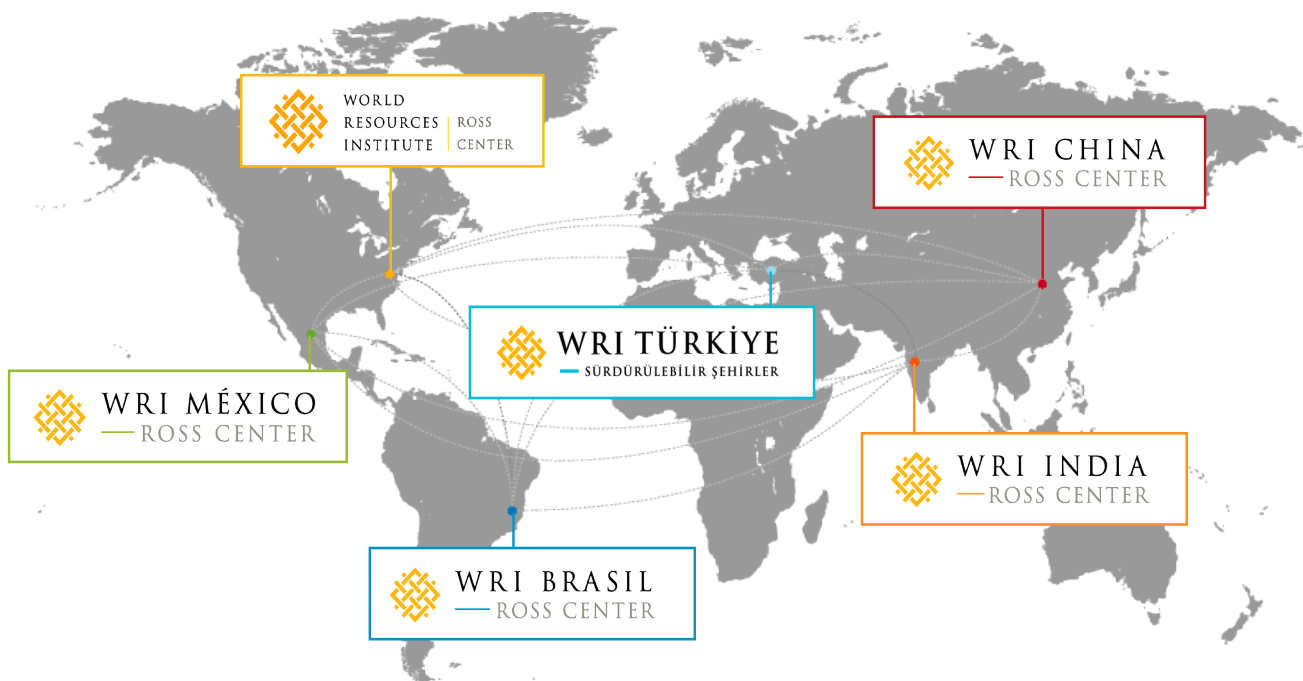 WORLD
RESOURCES
INSTITUTE
ROSS
CENTER
WRI CHINA
ROSS CENTER
WRI TÜRKİYE
SÜRDÜRÜLEBİLİR ŞEHİRLER
WRI MÉXICO
ROSS CENTER
WRI INDIA
ROSS CENTER
WRI BRASIL
ROSS CENTER